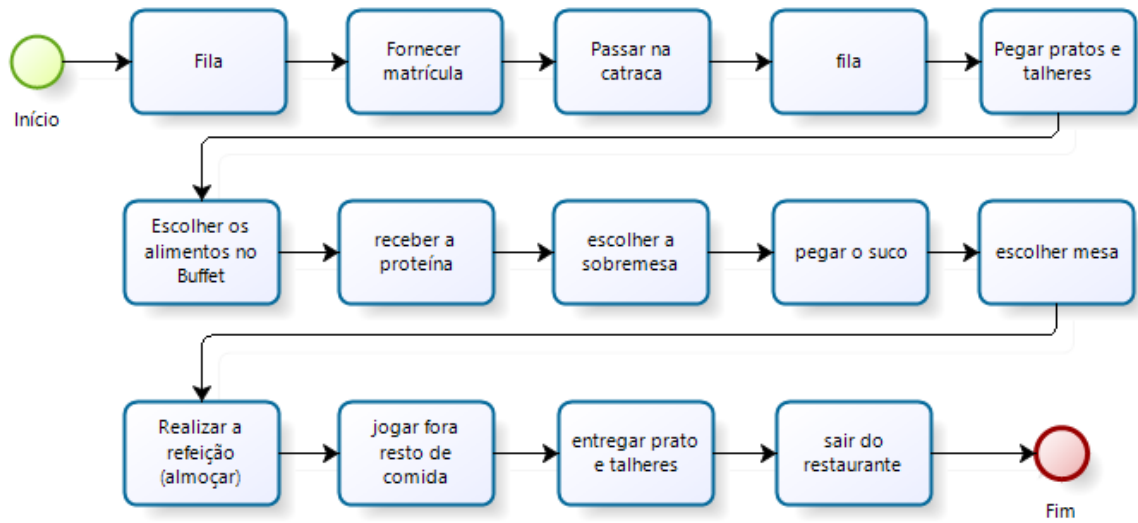 Início
Fila
Fornecer
matrícula
Passar na
catraca
fila
Pegar pratos e
talheres
Escolher os
alimentos no
Buffet
receber a
proteína
escolher a
sobremesa
pegar o suco
escolher mesa
Realizar a
refeição
(almoçar)
jogar fora
resto de
comida
entregar prato
e talheres
sair do
restaurante
Fim